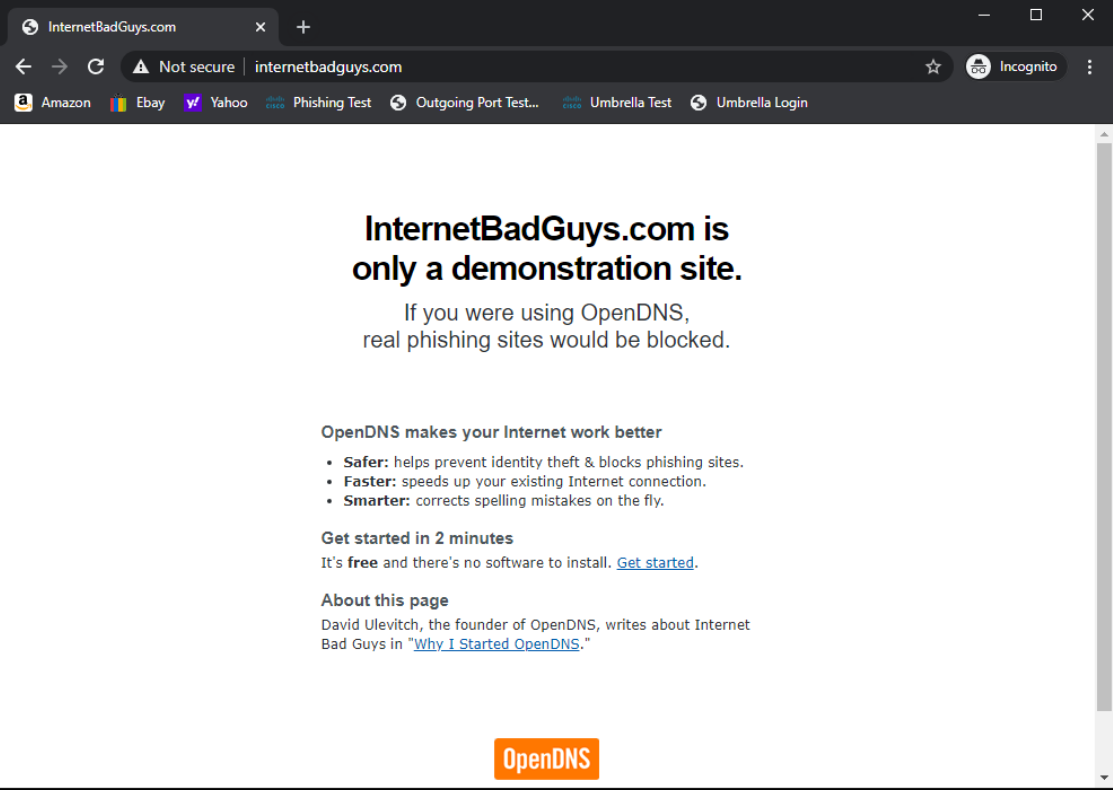 InternetBadGuys.com
Not secure internetbadguys.com Incognito
Amazon Ebay Yahoo Phishing Test Outgoing Port Test... Umbrella Test Umbrella Login
InternetBadGuys.com is
only a demonstration site.
If you were using OpenDNS,
real phishing sites would be blocked.
OpenDNS makes your Internet work better
• Safer: helps prevent identity theft & blocks phishing sites.
• Faster: speeds up your existing Internet connection.
• Smarter: corrects spelling mistakes on the fly.
Get started in 2 minutes
It's free and there's no software to install. Get started.
About this page
David Ulevitch, the founder of OpenDNS, writes about Internet
Bad Guys in "Why I Started OpenDNS."
OpenDNS